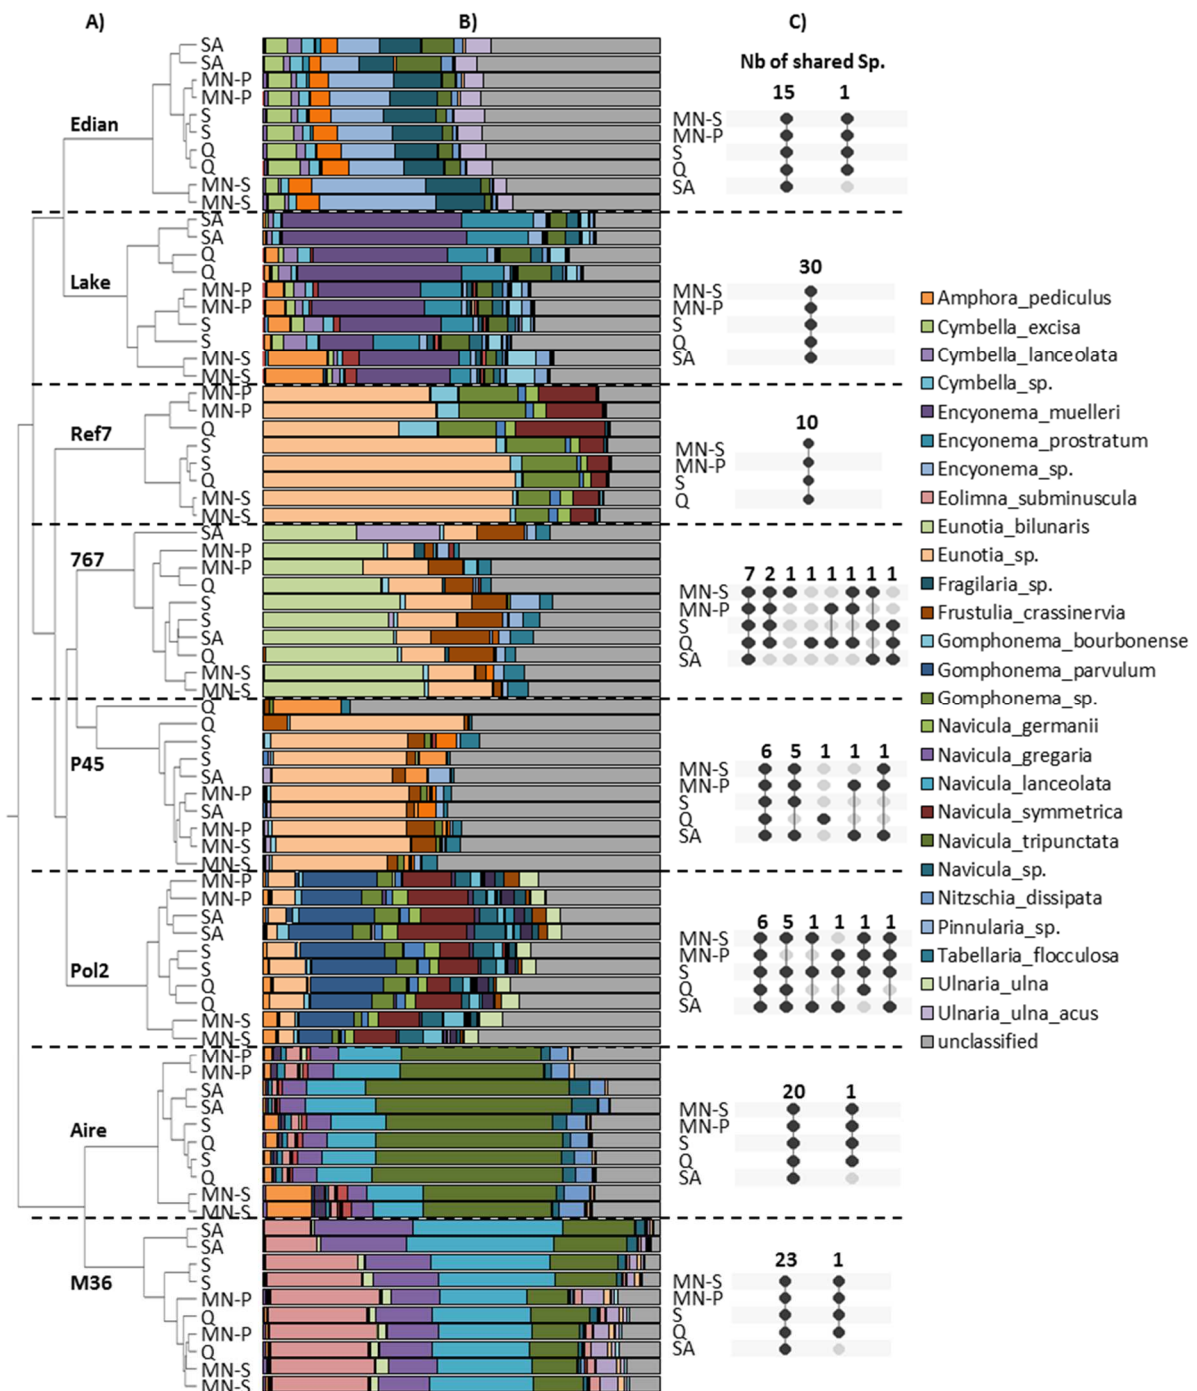 A)
B)
C)
Nb of shared Sp.
Edian
SA
SA
MN-P
MN-P
S
S
Q
Q
MN-S
MN-S
15 1
MN-S
MN-P
S
Q
SA
Lake
SA
SA
Q
Q
MN-P
MN-P
S
S
MN-S
MN-S
30
MN-S
MN-P
S
Q
SA
Ref7
MN-P
MN-P
Q
S
S
Q
MN-S
MN-S
10
MN-S
MN-P
S
Q
767
SA
MN-P
MN-P
Q
S
S
SA
Q
MN-S
MN-S
7 2 1 1 1 1 1 1
MN-S
MN-P
S
Q
SA
P45
Q
Q
S
S
SA
MN-P
SA
MN-P
MN-S
MN-S
6 5 1 1 1
MN-S
MN-P
S
Q
SA
Pol2
MN-P
MN-P
SA
SA
S
S
Q
Q
MN-S
MN-S
6 5 1 1 1 1
MN-S
MN-P
S
Q
SA
Aire
MN-P
MN-P
SA
SA
S
Q
S
Q
MN-S
MN-S
20 1
MN-S
MN-P
S
Q
SA
M36
SA
SA
S
S
MN-P
Q
MN-P
Q
MN-S
MN-S
23 1
MN-S
MN-P
S
Q
SA
Amphora_pediculus
Cymbella_excisa
Cymbella_lanceolata
Cymbella_sp.
Encyonema_muelleri
Encyonema_prostratum
Encyonema_sp.
Eolimna_subminuscula
Eunotia_bilunaris
Eunotia_sp.
Fragilaria_sp.
Frustulia_crassinervia
Gomphonema_bourbonense
Gomphonema_parvulum
Gomphonema_sp.
Navicula_germanii
Navicula_gregaria
Navicula_lanceolata
Navicula_symmetrica
Navicula_tripunctata
Navicula_sp.
Nitzschia_dissipata
Pinnularia_sp.
Tabellaria_flocculosa
Ulnaria_ulna
Ulnaria_ulna_acus
unclassified